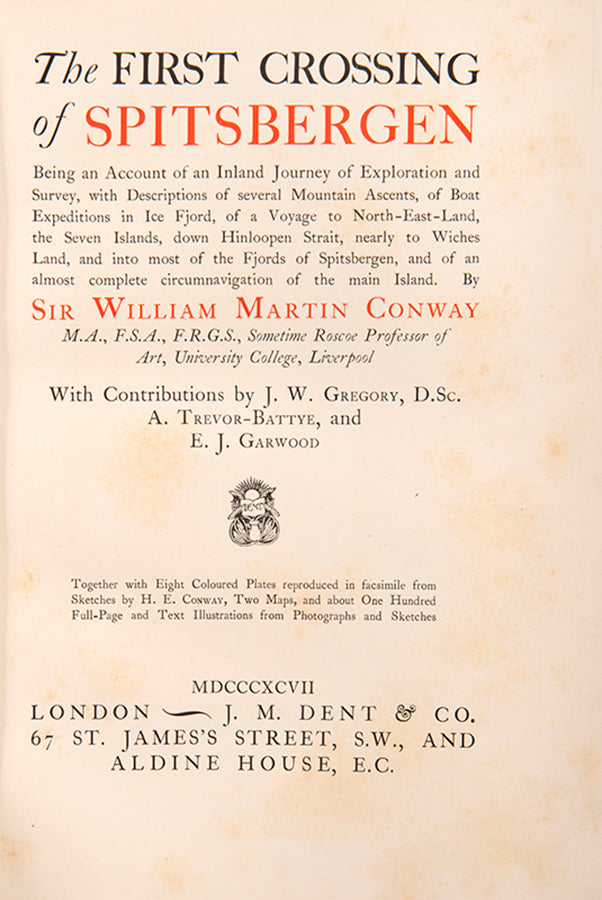 The FIRST CROSSING
of SPITSBERGEN
Being an Account of an Inland Journey of Exploration and
Survey, with Descriptions of several Mountain Ascents, of Boat
Expeditions in Ice Fjord, of a Voyage to North-East-Land,
the Seven Islands, down Hinloopen Strait, nearly to Wiches
Land, and into most of the Fjords of Spitsbergen, and of an
almost complete circumnavigation of the main Island. By
SIR WILLIAM MARTIN CONWAY
M.A., F.S.A., F.R.G.S., Sometime Roscoe Professor of
Art, University College, Liverpool
With Contributions by J. W. GREGORY, D.Sc.
A. TREVOR-BATTYE, and
E. J. GARWOOD
DENT
Together with Eight Coloured Plates reproduced in facsimile from
Sketches by H. E. CONWAY, Two Maps, and about One Hundred
Full-Page and Text Illustrations from Photographs and Sketches
MDCCCXCVII
LONDON — J. M. DENT & CO.
67 ST. JAMES'S STREET, S.W., AND
ALDINE HOUSE, E.C.